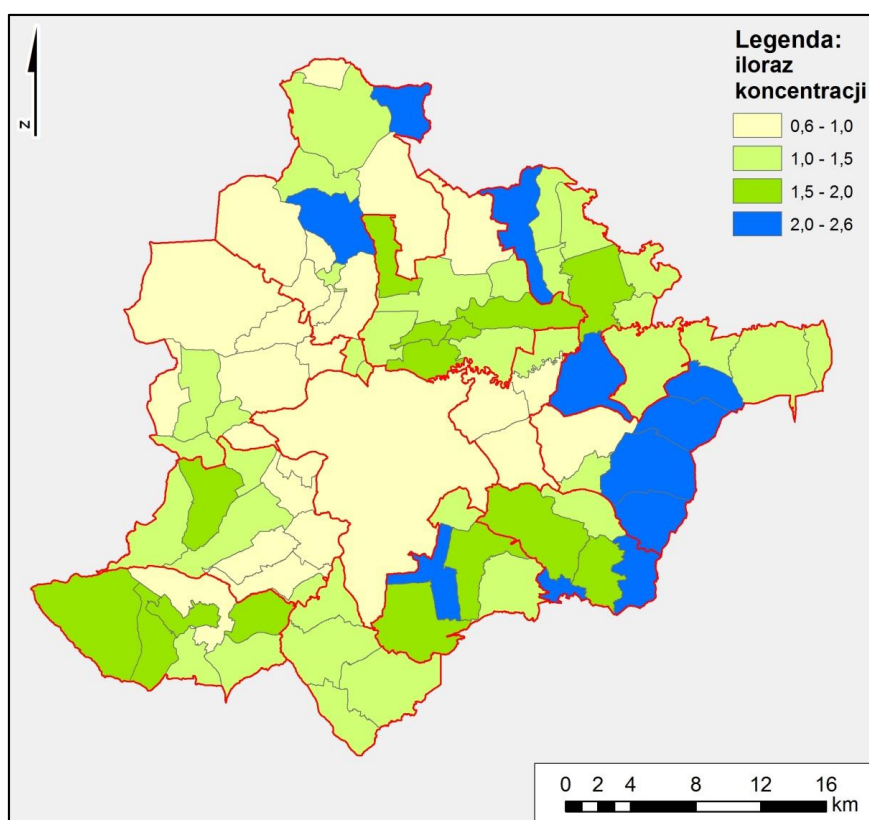 Legenda:
iloraz
koncentracji
0,6 - 1,0
1,0 - 1,5
1,5 - 2,0
2,0 - 2,6
N
0 2 4 8 12 16
km